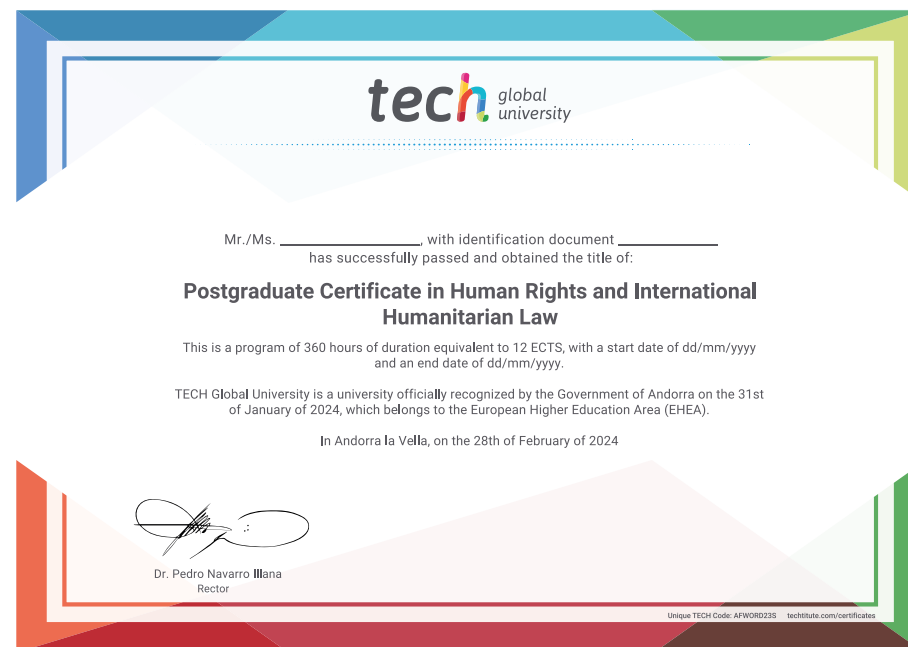 tech global
university
Mr./Ms. ____________, with identification document ____________
has successfully passed and obtained the title of:
Postgraduate Certificate in Human Rights and International
Humanitarian Law
This is a program of 360 hours of duration equivalent to 12 ECTS, with a start date of dd/mm/yyyy
and an end date of dd/mm/yyyy.
TECH Global University is a university officially recognized by the Government of Andorra on the 31st
of January of 2024, which belongs to the European Higher Education Area (EHEA).
In Andorra la Vella, on the 28th of February of 2024
Dr. Pedro Navarro Illana
Rector
Unique TECH Code: AFWORD23S techtitute.com/certificates